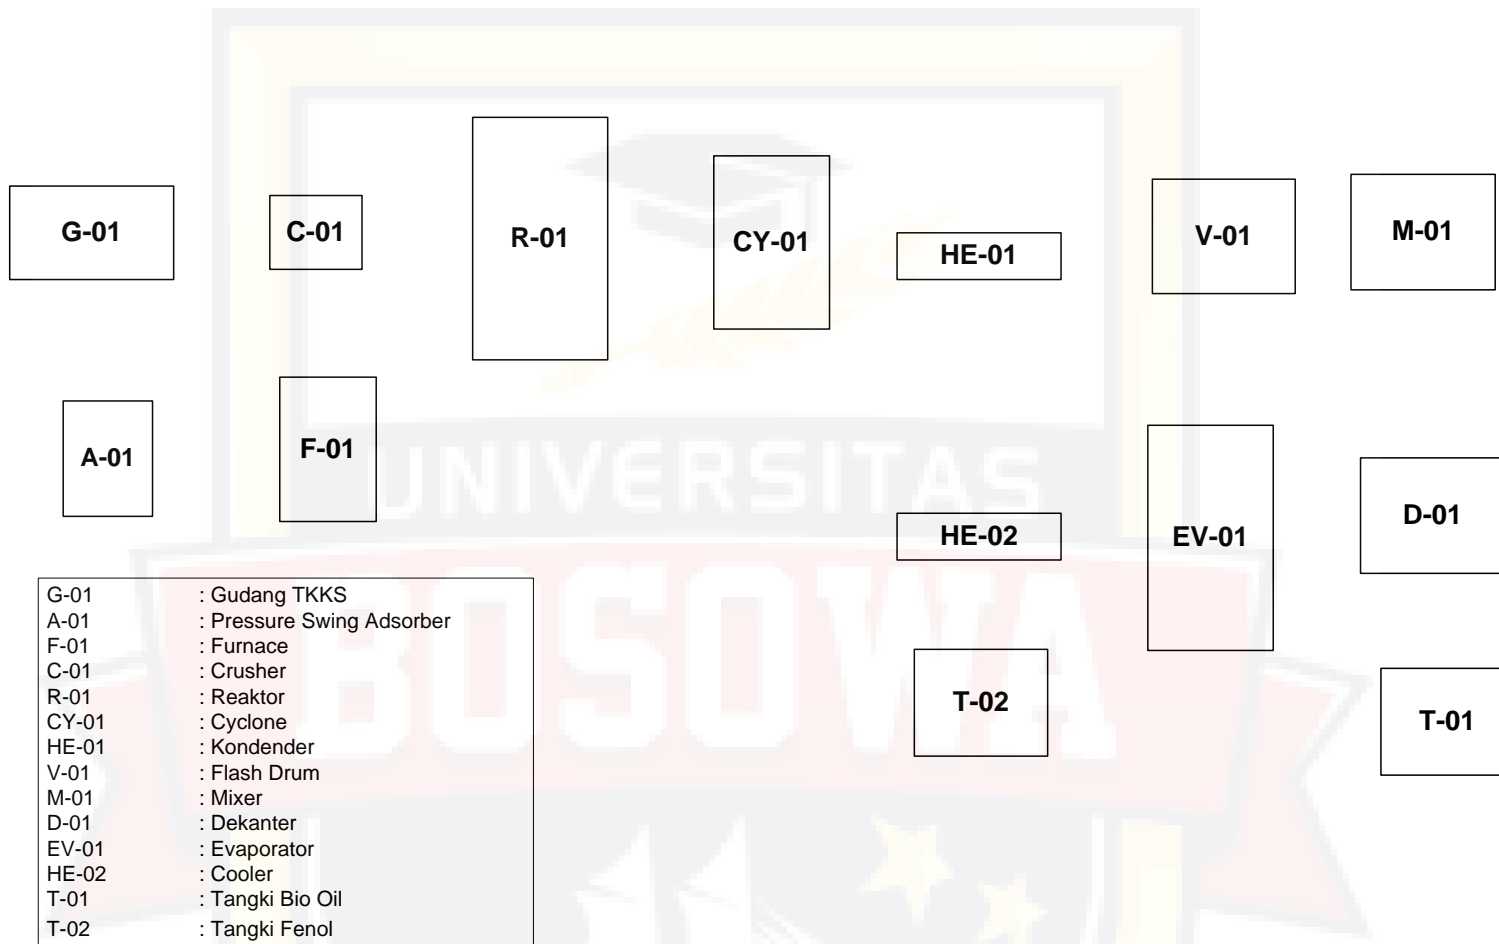 G-01
C-01
R-01
CY-01
HE-01
V-01
M-01
A-01
F-01
UNIVERSITAS
HE-02
EV-01
D-01
BOSOWA
T-02
T-01
G-01 : Gudang TKKS
A-01 : Pressure Swing Adsorber
F-01 : Furnace
C-01 : Crusher
R-01 : Reaktor
CY-01 : Cyclone
HE-01 : Kondender
V-01 : Flash Drum
M-01 : Mixer
D-01 : Dekanter
EV-01 : Evaporator
HE-02 : Cooler
T-01 : Tangki Bio Oil
T-02 : Tangki Fenol